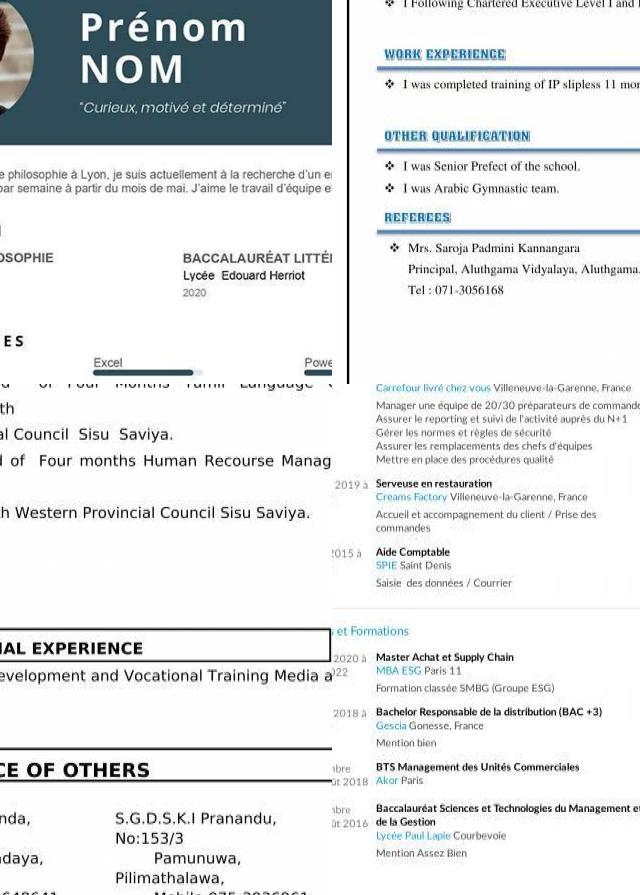 Prénom
NOM
“Curieux, motivé et déterminé”
e philosophie à Lyon, je suis actuellement à la recherche d'un
par semaine à partir du mois de mai. J'aime le travail d'équipe
OSOPHIE
BACCALAURÉAT
Lycée Edouard Herriot
2020
ES
Excel
❖ I Following Chartered Executive Level I and
WORK EXPERIENCE
❖ I was completed training of IP slipless 11
OTHER QUALIFICATION
❖ I was Senior Prefect of the school.
❖ I was Arabic Gymnastic team.
REFEREES
❖ Mrs. Saroja Padmini Kannangara
Principal, Aluthgama Vidyalaya, Aluthgama.
Tel : 071-3056168
of Four Months Tamil Language
th
al Council Sisu Saviya.
d of Four months Human Recourse Manag
h Western Provincial Council Sisu Saviya.
AL EXPERIENCE
evelopment and Vocational Training Media
CE OF OTHERS
nda,
S.G.D.S.K.I Pranandu,
No:153/3
daya,
Pamunuwa,
Pilimathalawa,
Carrefour livré chez vous Villeneuve-la-Garenne, France
Manager une équipe de 20/30 préparateurs de commande
Assurer le reporting et suivi de l'activité auprès du N+1
Gérer les normes et règles de sécurité
Assurer les remplacements des chefs d'équipes
Mettre en place des procédures qualité
2019 à Serveuse en restauration
Creams Factory Villeneuve-la-Garenne, France
Accueil et accompagnement du client / Prise des
commandes
2015 à Aide Comptable
SPIE Saint Denis
Saisie des données / Courrier
et Formations
2020 à Master Achat et Supply Chain
022 MBA ESG Paris 11
Formation classée SMBG (Groupe ESG)
2018 à Bachelor Responsable de la distribution (BAC +3)
Gescia Gonesse, France
Mention bien
bre BTS Management des Unités Commerciales
ût 2018 Akor Paris
bre Baccalauréat Sciences et Technologies du Management et
ût 2016 de la Gestion
Lycée Paul Lapie Courbevoie
Mention Assez Bien